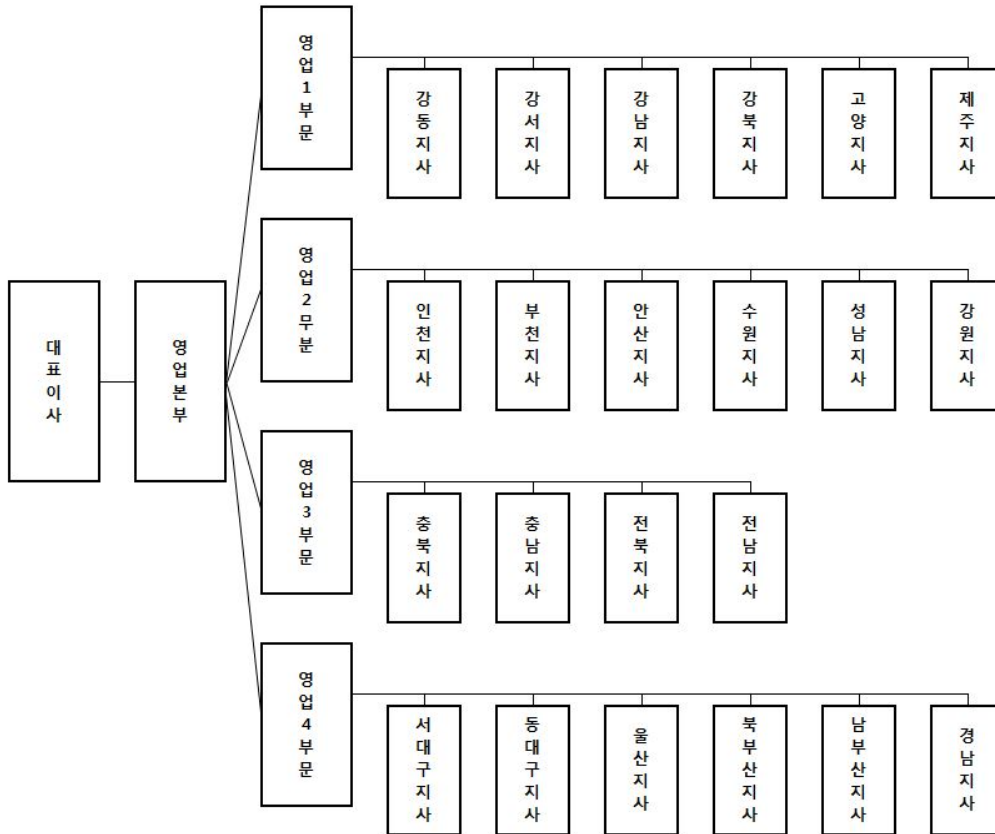 대표이사
영업본부
영업1부문
강동지사
강서지사
강남지사
강북지사
고양지사
제주지사
영업2무분
인천지사
부천지사
안산지사
수원지사
성남지사
강원지사
영업3부문
충북지사
충남지사
전북지사
전남지사
영업4부문
서대구지사
동대구지사
울산지사
북부산지사
남부산지사
경남지사